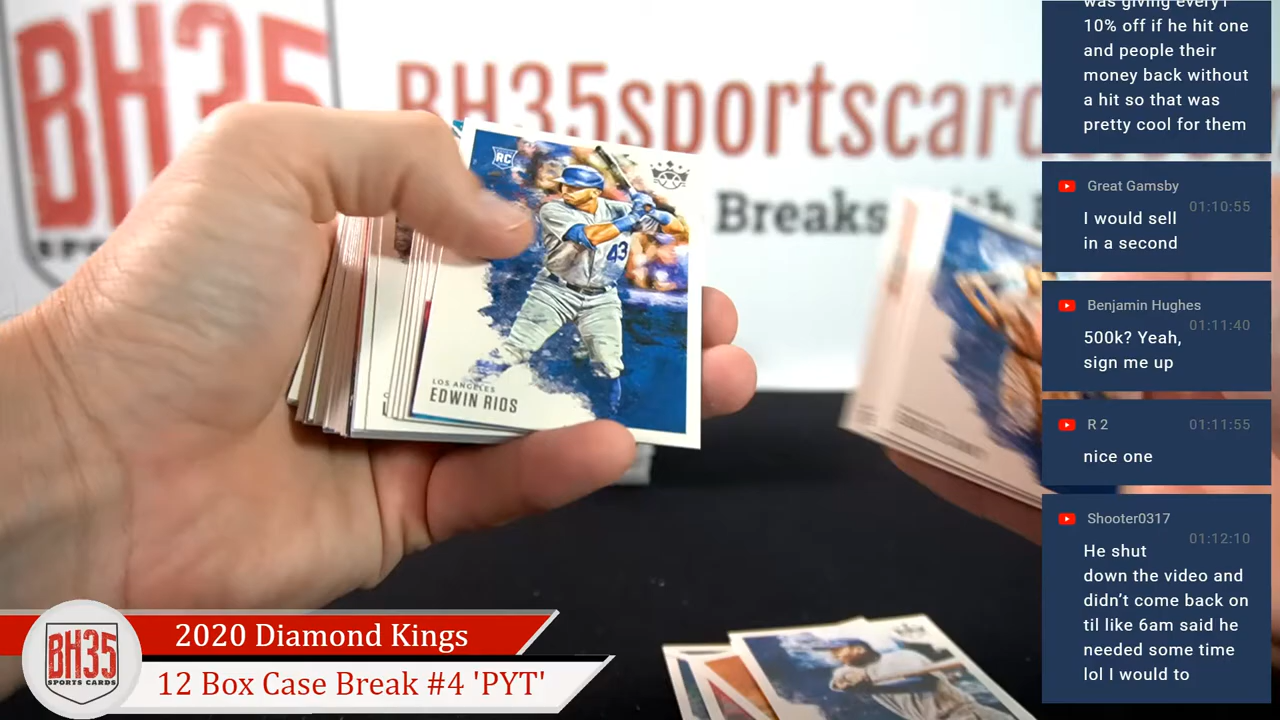 BH35
BH35sportscard
Breaks
RC
43
LOS ANGELES
EDWIN RIOS
was giving every1
10% off if he hit one
and people their
money back without
a hit so that was
pretty cool for them
Great Gamsby
01:10:55
I would sell
in a second
Benjamin Hughes
01:11:40
500k? Yeah,
sign me up
R 2
01:11:55
nice one
Shooter0317
01:12:10
He shut
down the video and
didn’t come back on
til like 6am said he
needed some time
lol I would to
BH35
SPORTS CARDS
2020 Diamond Kings
12 Box Case Break #4 'PYT'